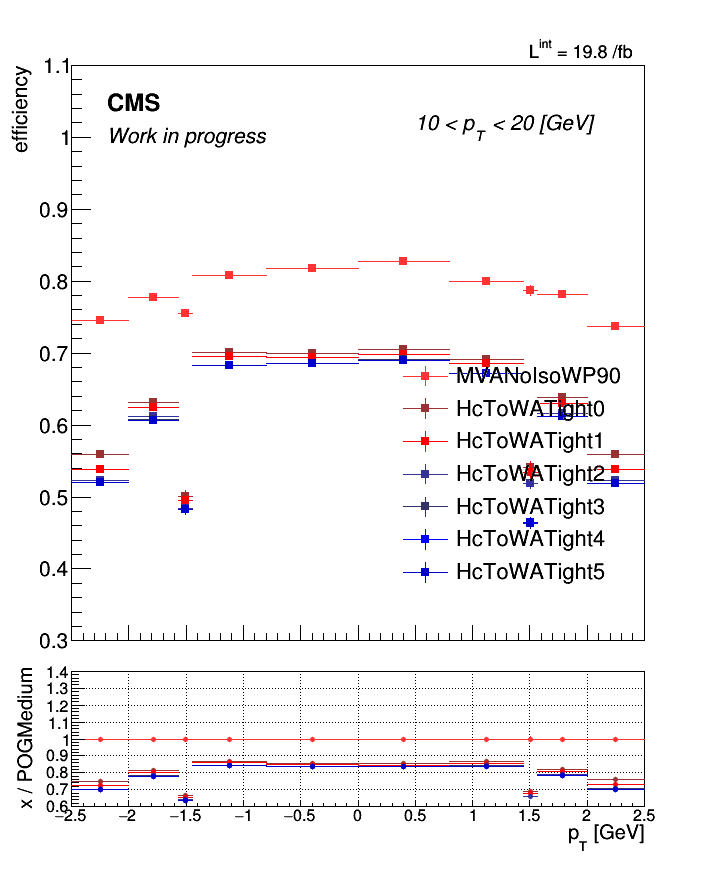 L^int = 19.8 /fb
efficiency
CMS
Work in progress
10 < p_T < 20 [GeV]
1.1
1
0.9
0.8
0.7
0.6
0.5
0.4
0.3
MVANoIsoWP90
HcToWATight0
HcToWATight1
HcToWATight2
HcToWATight3
HcToWATight4
HcToWATight5
x / POGMedium
1.4
1.3
1.2
1.1
1
0.9
0.8
0.7
0.6
−2.5 −2 −1.5 −1 −0.5 0 0.5 1 1.5 2 2.5
p_T [GeV]